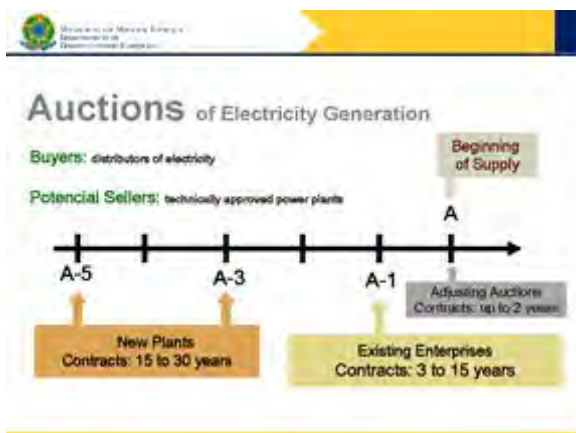 Auctions of Electricity Generation
Buyers: distributors of electricity
Beginning
of Supply
Potencial Sellers: technically approved power plants
A
A-5
A-3
A-1
Adjusting Auctions
Contracts: up to 2 years
New Plants
Contracts: 15 to 30 years
Existing Enterprises
Contracts: 3 to 15 years